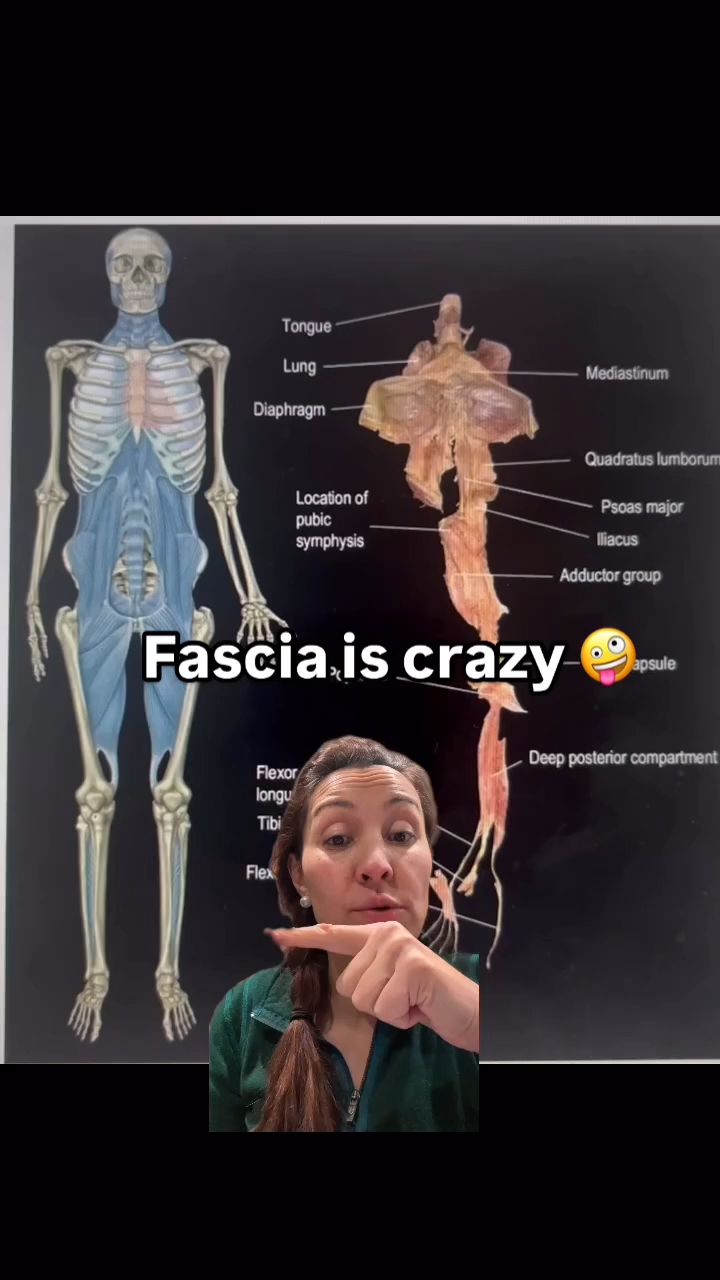 Tongue
Lung
Mediastinum
Diaphragm
Quadratus lumborum
Location of
pubic
symphysis
Psoas major
Iliacus
Adductor group
Fascia is crazy 🤪
Deep posterior compartment
Flexor